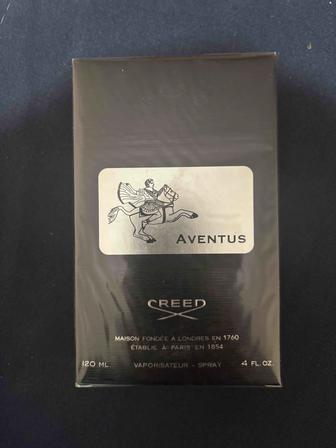 AVENTUS
CREED
MAISON FONDÉE A LONDRES EN 1760
ÉTABLIE A PARIS EN 1854
120 ML. VAPORISATEUR - SPRAY 4 FL. OZ.